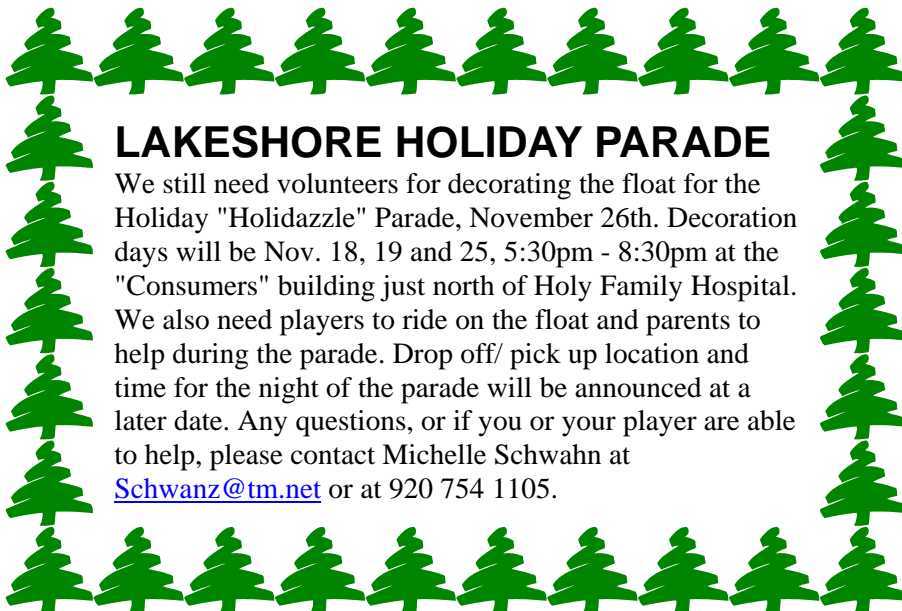 LAKESHORE HOLIDAY PARADE
We still need volunteers for decorating the float for the
Holiday "Holidazzle" Parade, November 26th. Decoration
days will be Nov. 18, 19 and 25, 5:30pm - 8:30pm at the
"Consumers" building just north of Holy Family Hospital.
We also need players to ride on the float and parents to
help during the parade. Drop off/ pick up location and
time for the night of the parade will be announced at a
later date. Any questions, or if you or your player are able
to help, please contact Michelle Schwahn at
Schwanz@tm.net or at 920 754 1105.